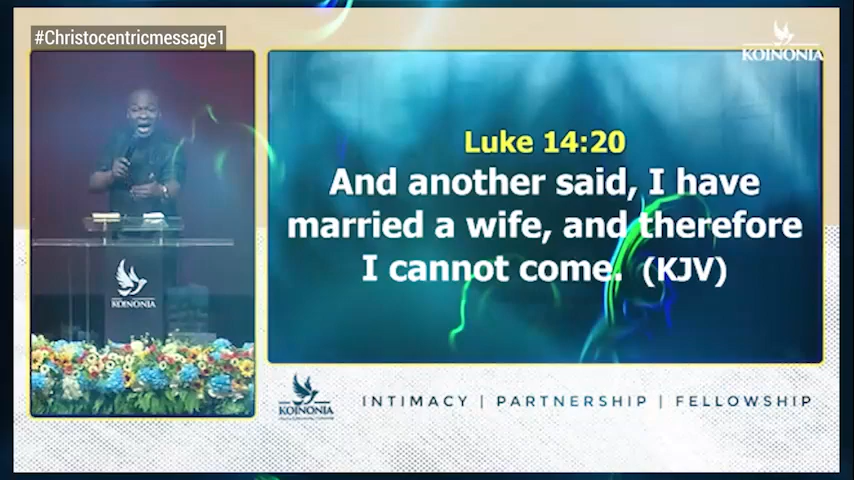 #Christocentricmessage1
KOINONIA
Luke 14:20
And another said, I have
married a wife, and therefore
I cannot come. (KJV)
KOINONIA
KOINONIA
INTIMACY | PARTNERSHIP | FELLOWSHIP